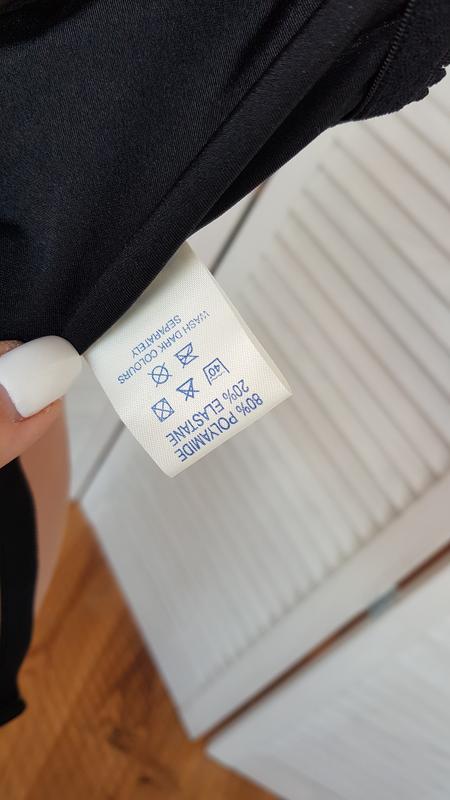 80% POLYAMIDE
20% ELASTANE
40
WASH DARK COLOURS
SEPARATELY